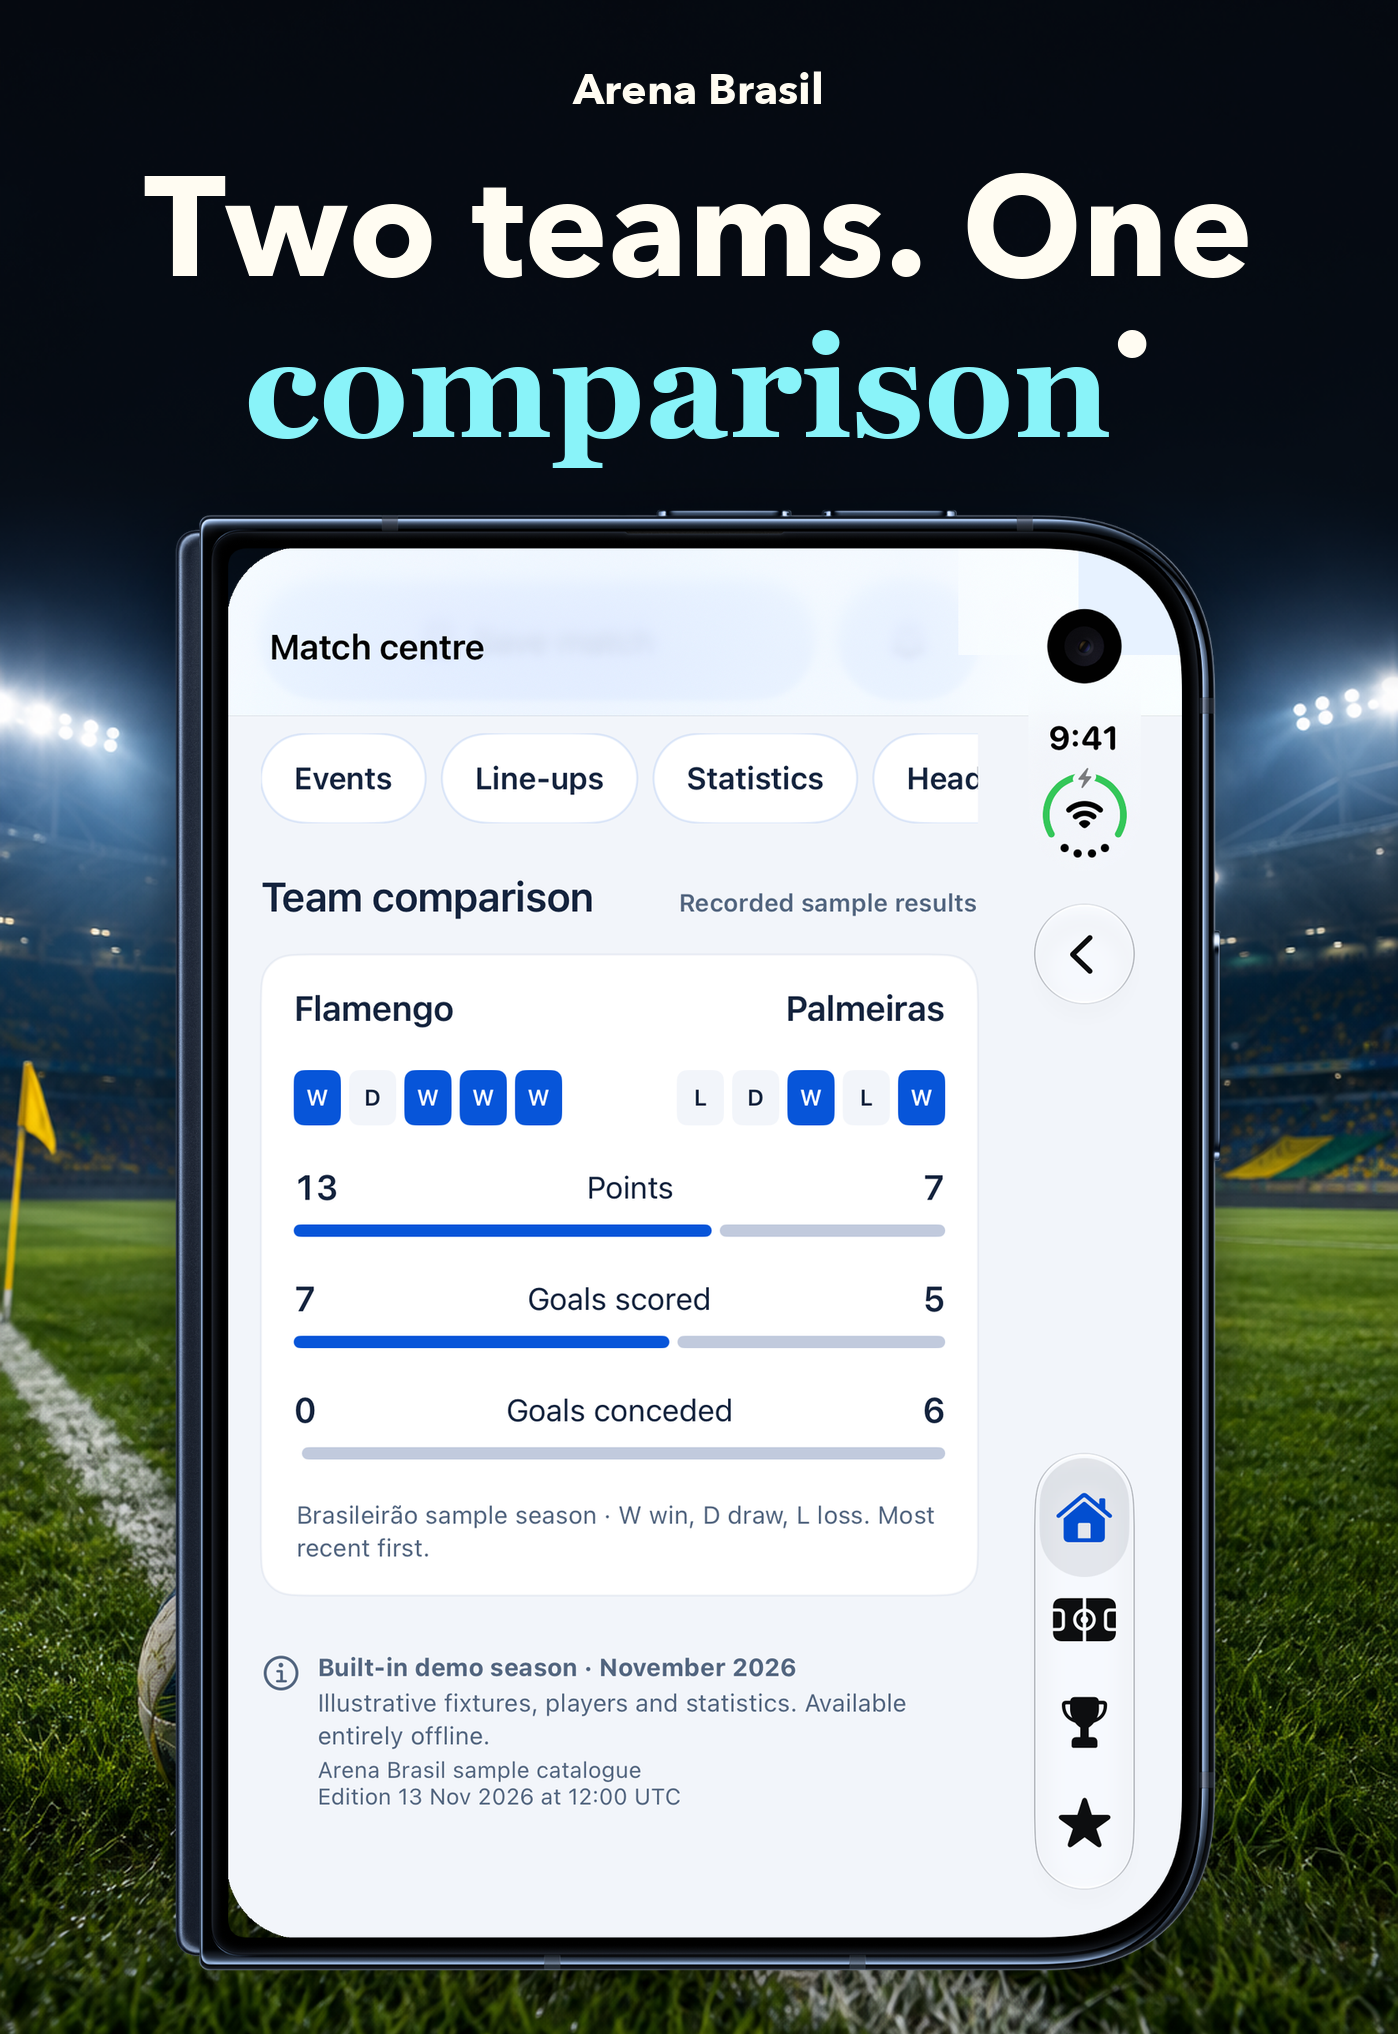 Arena Brasil
Two teams. One
comparison.
Match centre
9:41
Events Line-ups Statistics Head
Team comparison Recorded sample results
Flamengo Palmeiras
W D W W W L D W L W
13 Points 7
7 Goals scored 5
0 Goals conceded 6
Brasileirão sample season · W win, D draw, L loss. Most
recent first.
Built-in demo season · November 2026
Illustrative fixtures, players and statistics. Available
entirely offline.
Arena Brasil sample catalogue
Edition 13 Nov 2026 at 12:00 UTC